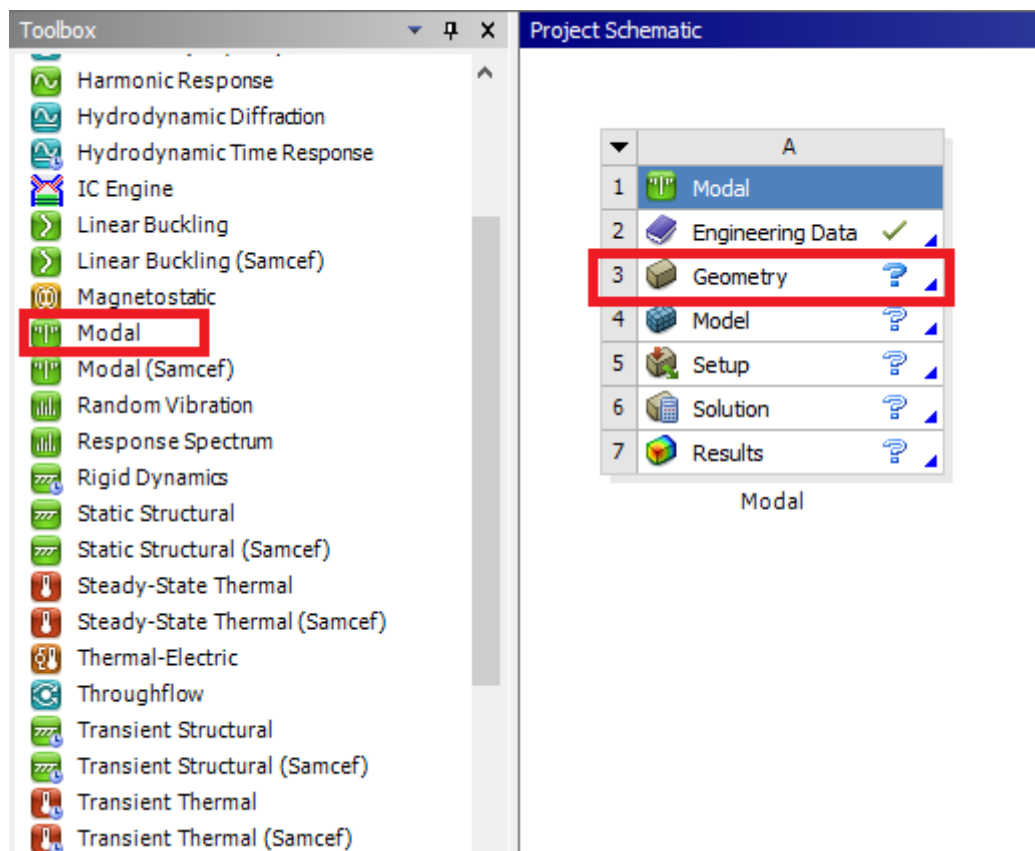 Toolbox
Harmonic Response
Hydrodynamic Diffraction
Hydrodynamic Time Response
IC Engine
Linear Buckling
Linear Buckling (Samcef)
Magnetostatic
Modal
Modal (Samcef)
Random Vibration
Response Spectrum
Rigid Dynamics
Static Structural
Static Structural (Samcef)
Steady-State Thermal
Steady-State Thermal (Samcef)
Thermal-Electric
Throughflow
Transient Structural
Transient Structural (Samcef)
Transient Thermal
Transient Thermal (Samcef)
Project Schematic
A
1 Modal
2 Engineering Data
3 Geometry ?
4 Model ?
5 Setup ?
6 Solution ?
7 Results ?
Modal